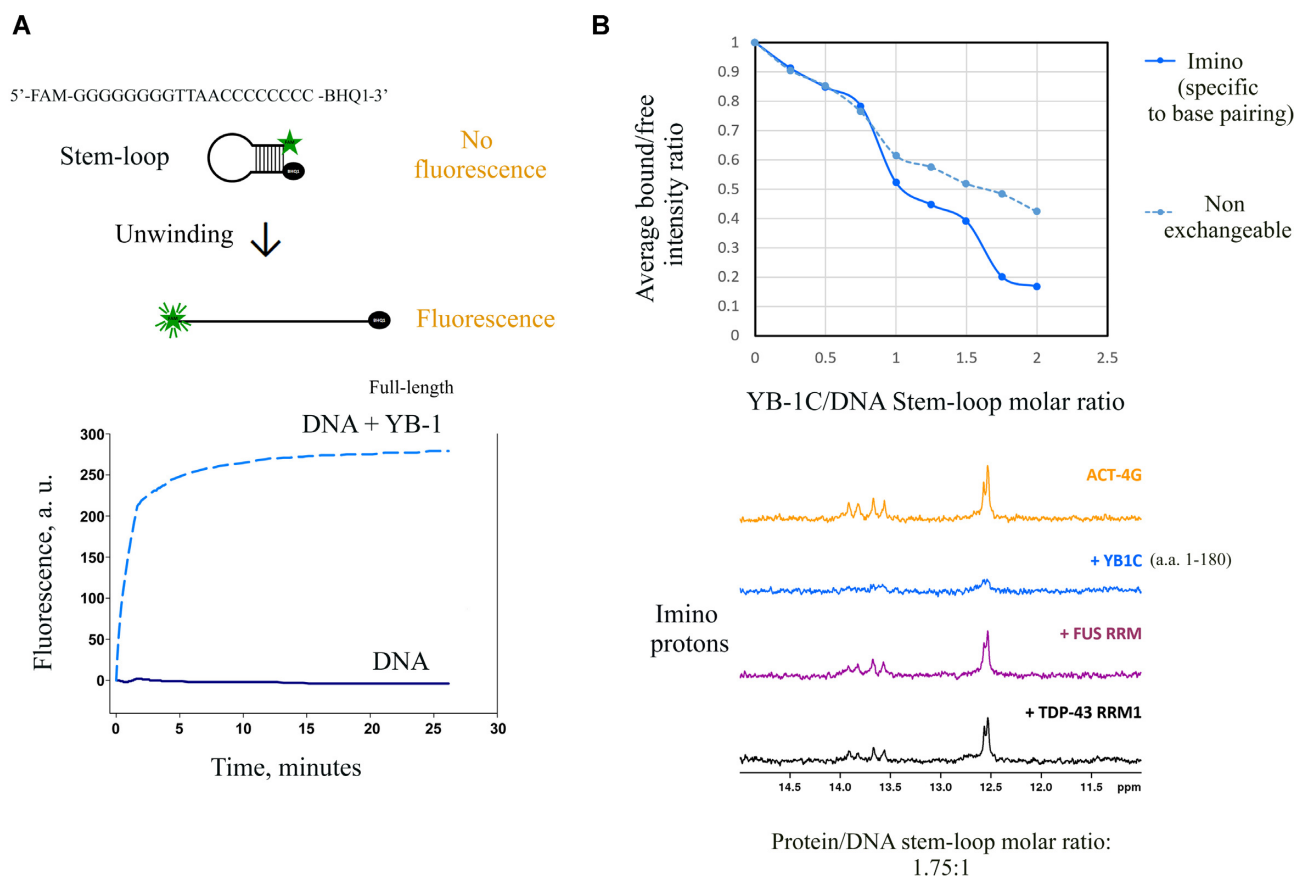 A
5'-FAM-GGGGGGGGTTAACCCCCCCC -BHQ1-3'
Stem-loop
BHQ1
No
fluorescence
Unwinding
BHQ1
Fluorescence
Full-length
DNA + YB-1
DNA
Fluorescence, a. u.
300
250
200
150
100
50
0
0 5 10 15 20 25 30
Time, minutes
B
Average bound/free
intensity ratio
1
0.9
0.8
0.7
0.6
0.5
0.4
0.3
0.2
0.1
0
0 0.5 1 1.5 2 2.5
YB-1C/DNA Stem-loop molar ratio
Imino
(specific
to base pairing)
Non
exchangeable
ACT-4G
+ YB1C (a.a. 1-180)
Imino
protons
+ FUS RRM
+ TDP-43 RRM1
14.5 14.0 13.5 13.0 12.5 12.0 11.5 ppm
Protein/DNA stem-loop molar ratio:
1.75:1